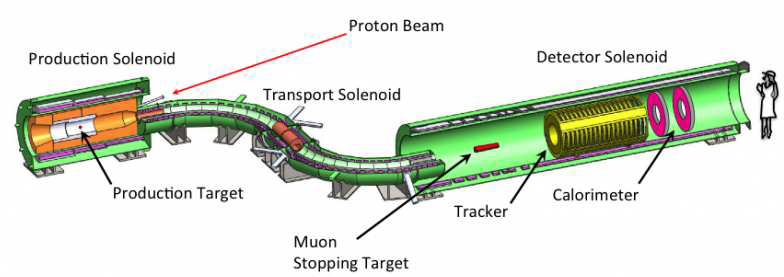 Proton Beam
Production Solenoid
Detector Solenoid
Transport Solenoid
Production Target
Calorimeter
Tracker
Muon
Stopping Target